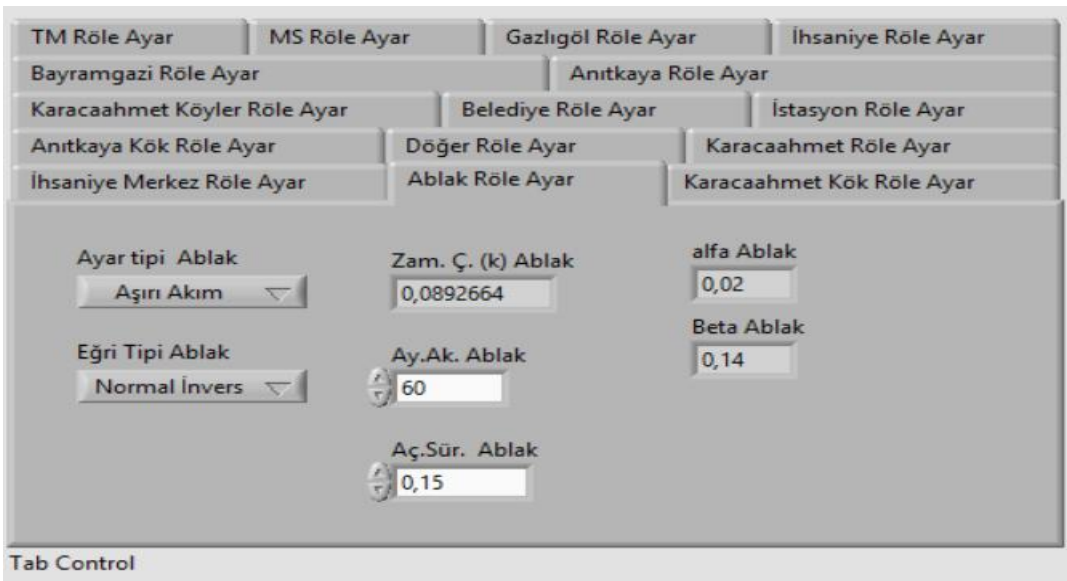 TM Röle Ayar MS Röle Ayar Gazlıgöl Röle Ayar İhsaniye Röle Ayar
Bayramgazi Röle Ayar Anıtkaya Röle Ayar
Karacaahmet Köyler Röle Ayar Belediye Röle Ayar İstasyon Röle Ayar
Anıtkaya Kök Röle Ayar Döğer Röle Ayar Karacaahmet Röle Ayar
İhsaniye Merkez Röle Ayar Ablak Röle Ayar Karacaahmet Kök Röle Ayar
Ayar tipi Ablak
Aşırı Akım
Eğri Tipi Ablak
Normal İnvers
Zam. Ç. (k) Ablak
0,0892664
Ay.Ak. Ablak
60
Aç.Sür. Ablak
0,15
alfa Ablak
0,02
Beta Ablak
0,14
Tab Control